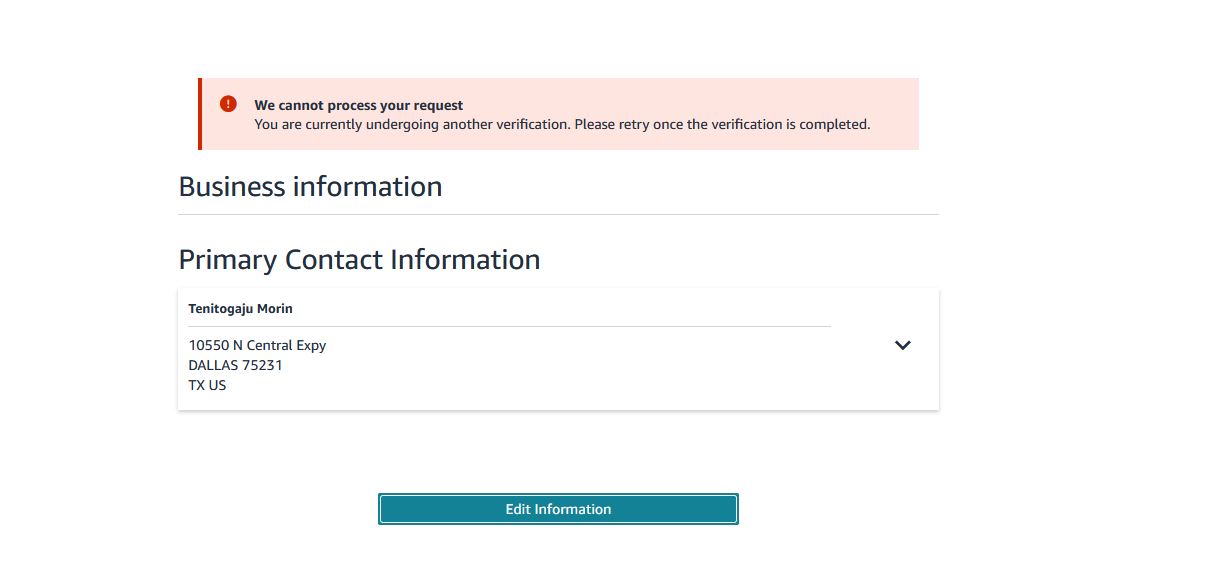 We cannot process your request
You are currently undergoing another verification. Please retry once the verification is completed.
Business information
Primary Contact Information
Tenitogaju Morin
10550 N Central Expy
DALLAS 75231
TX US
Edit Information